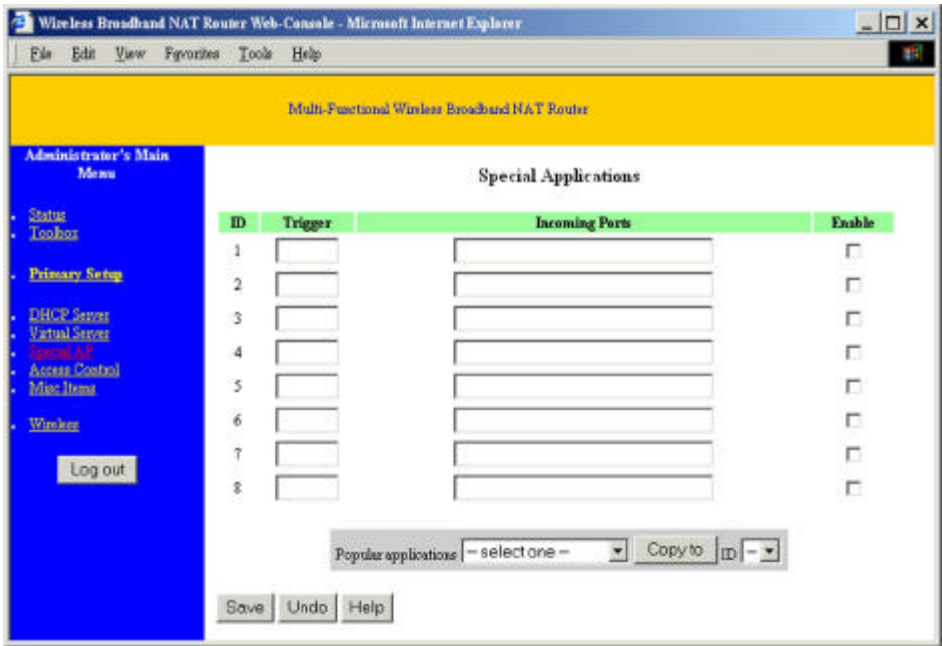 Wireless Broadband NAT Router Web-Console - Microsoft Internet Explorer
File Edit View Favorites Tools Help
Multi-Functional Wireless Broadband NAT Router
Administrator's Main
Menu
Status
Toolbox
Primary Setup
DHCP Server
Virtual Server
Special AP
Access Control
Misc Items
Wireless
Log out
Special Applications
ID Trigger Incoming Ports Enable
1
2
3
4
5
6
7
8
Popular applications -- select one -- Copy to ID --
Save Undo Help